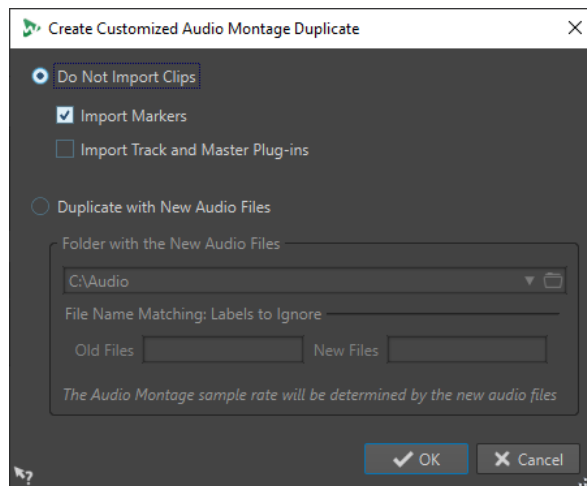 Create Customized Audio Montage Duplicate
Do Not Import Clips
Import Markers
Import Track and Master Plug-ins
Duplicate with New Audio Files
Folder with the New Audio Files
C:\Audio
File Name Matching: Labels to Ignore
Old Files New Files
The Audio Montage sample rate will be determined by the new audio files
OK Cancel